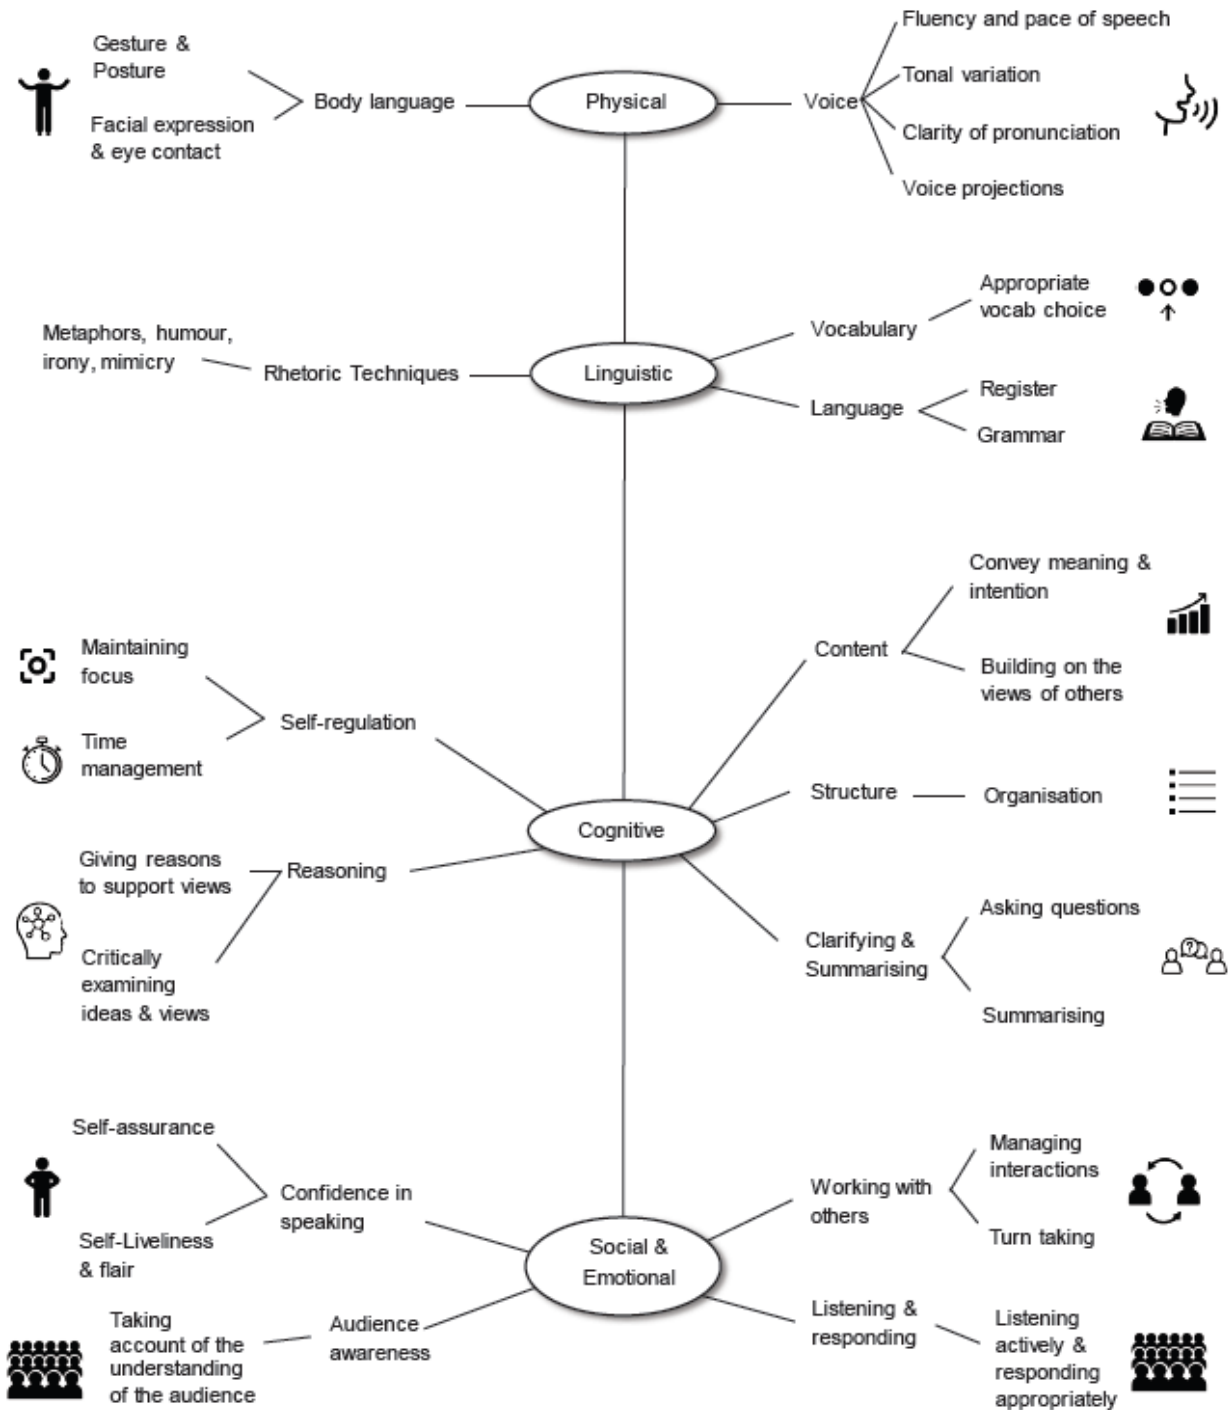 Gesture &
Posture
Facial expression
& eye contact
Body language
Physical
Voice
Fluency and pace of speech
Tonal variation
Clarity of pronunciation
Voice projections
Metaphors, humour,
irony, mimicry
Rhetoric Techniques
Linguistic
Vocabulary
Appropriate
vocab choice
Language
Register
Grammar
Maintaining
focus
Time
management
Self-regulation
Giving reasons
to support views
Critically
examining
ideas & views
Reasoning
Cognitive
Content
Convey meaning &
intention
Building on the
views of others
Structure
Organisation
Clarifying &
Summarising
Asking questions
?
Summarising
Self-assurance
Self-Liveliness
& flair
Confidence in
speaking
Taking
account of the
understanding
of the audience
Audience
awareness
Social &
Emotional
Working with
others
Managing
interactions
Turn taking
Listening &
responding
Listening
actively &
responding
appropriately